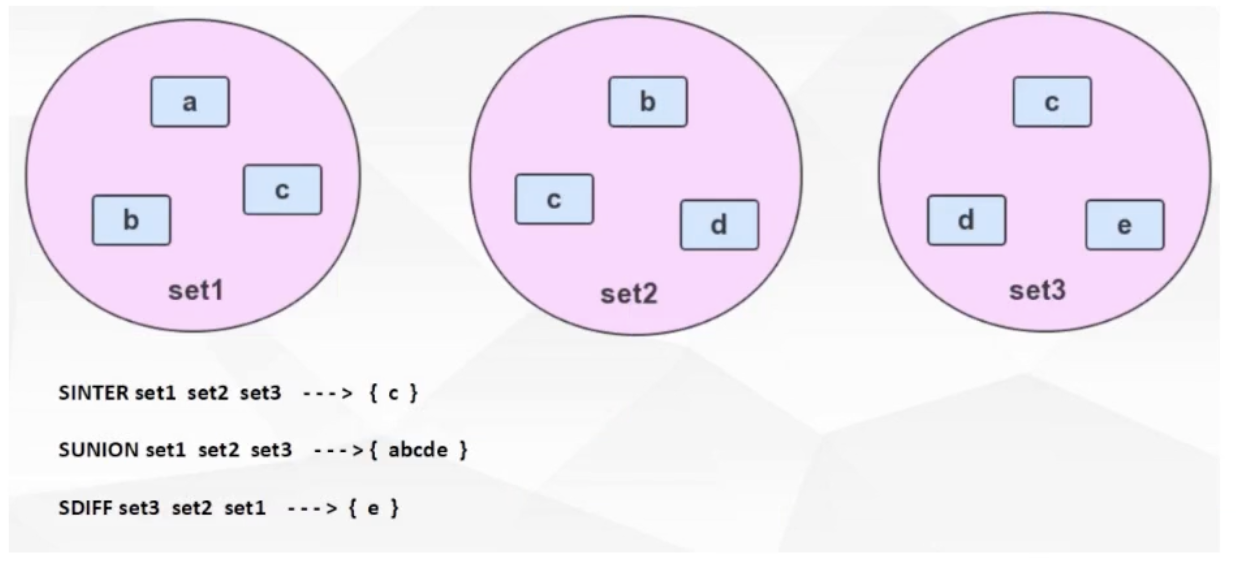 a
b
c
set1
b
c
d
set2
c
d
e
set3
SINTER set1 set2 set3 ---> { c }
SUNION set1 set2 set3 --->{ abcde }
SDIFF set3 set2 set1 ---> { e }